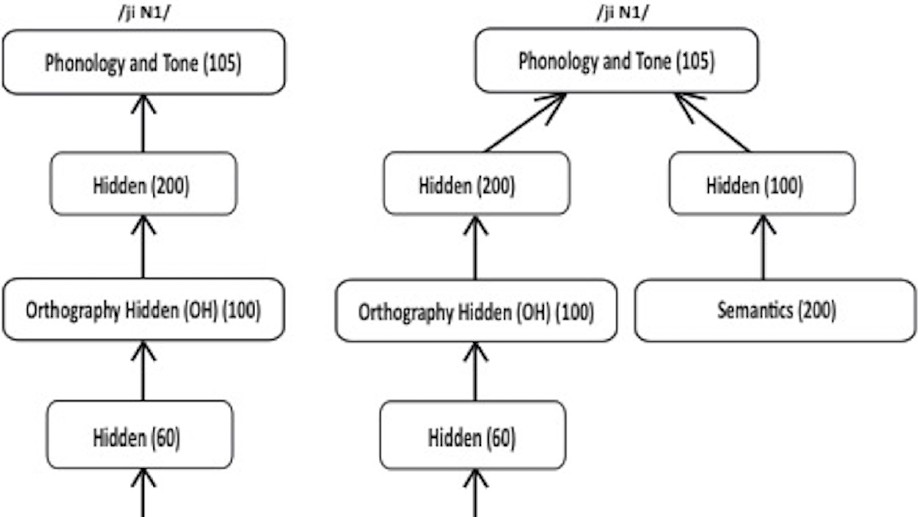 /ji N1/
Phonology and Tone (105)
Hidden (200)
Orthography Hidden (OH) (100)
Hidden (60)
/ji N1/
Phonology and Tone (105)
Hidden (200)
Hidden (100)
Orthography Hidden (OH) (100)
Semantics (200)
Hidden (60)